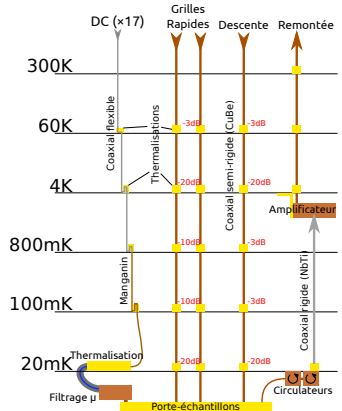 DC (×17)
Grilles
Rapides
Descente
Remontée
300K
60K
-3dB
-3dB
Coaxial flexible
Thermalisations
Coaxial semi-rigide (CuBe)
4K
-20dB
-20dB
Amplificateur
800mK
-10dB
-3dB
Manganin
Coaxial rigide (NbTi)
100mK
-10dB
-3dB
Thermalisation
20mK
-20dB
-20dB
Filtrage μ
Circulateurs
Porte-échantillons